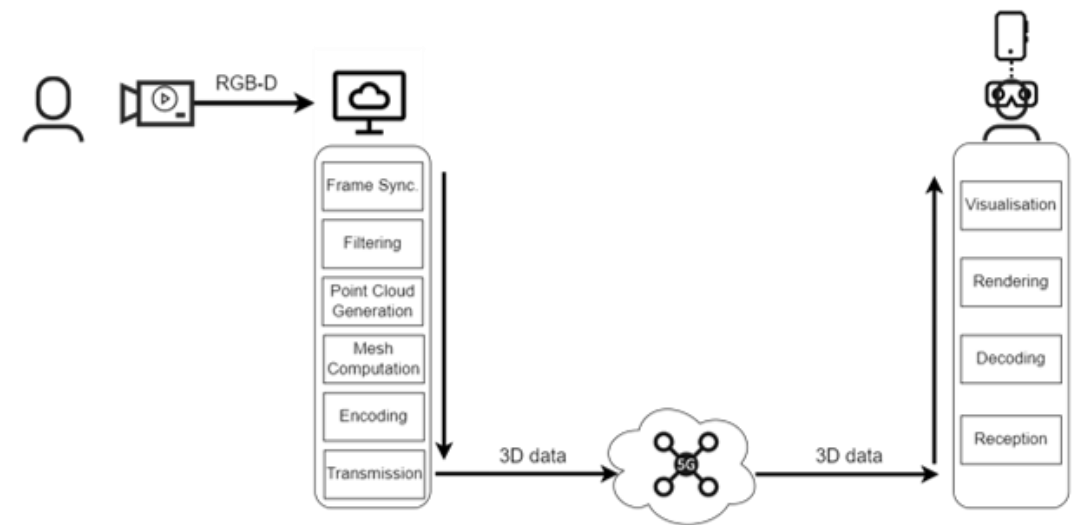 RGB-D
Frame Sync.
Filtering
Point Cloud
Generation
Mesh
Computation
Encoding
Transmission
3D data
5G
3D data
Visualisation
Rendering
Decoding
Reception